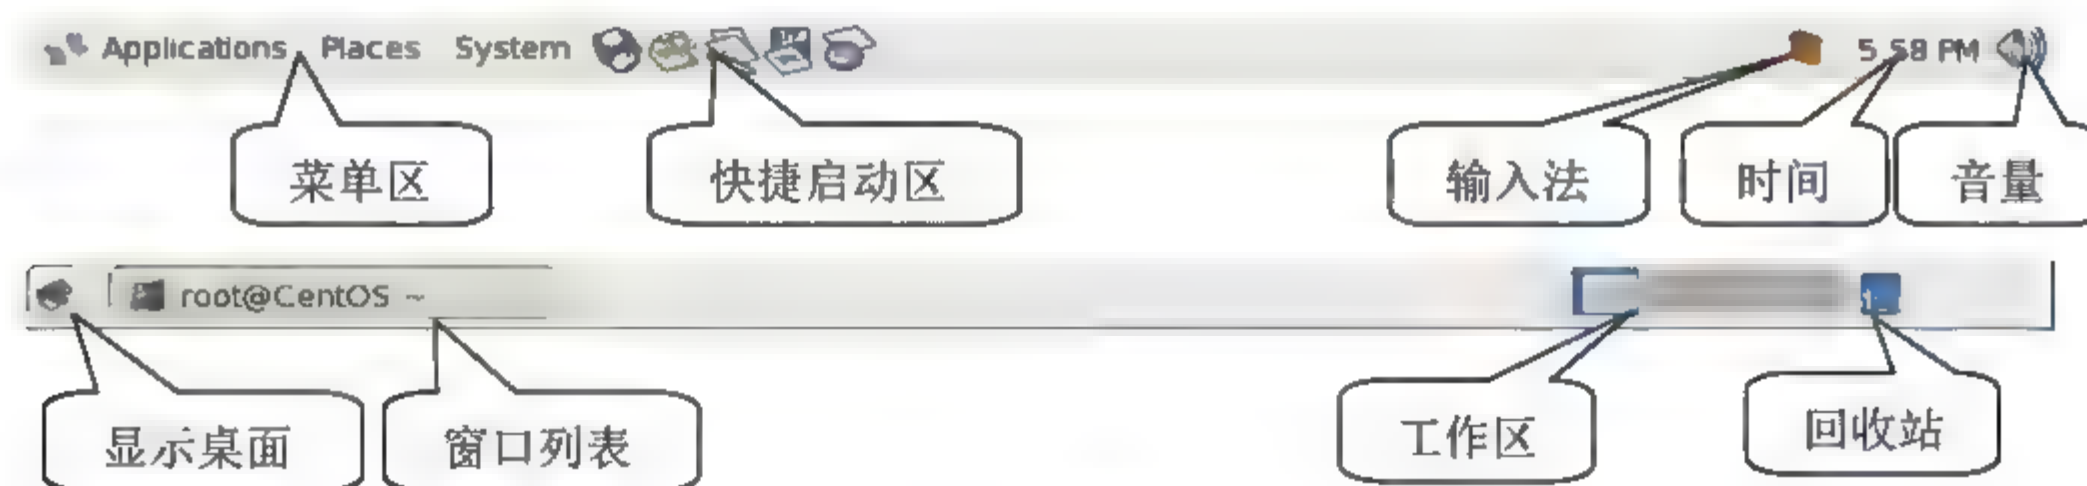 Applications Places System 5 58 PM
菜单区 快捷启动区 输入法 时间 音量
root@CentOS ~
显示桌面 窗口列表 工作区 回收站